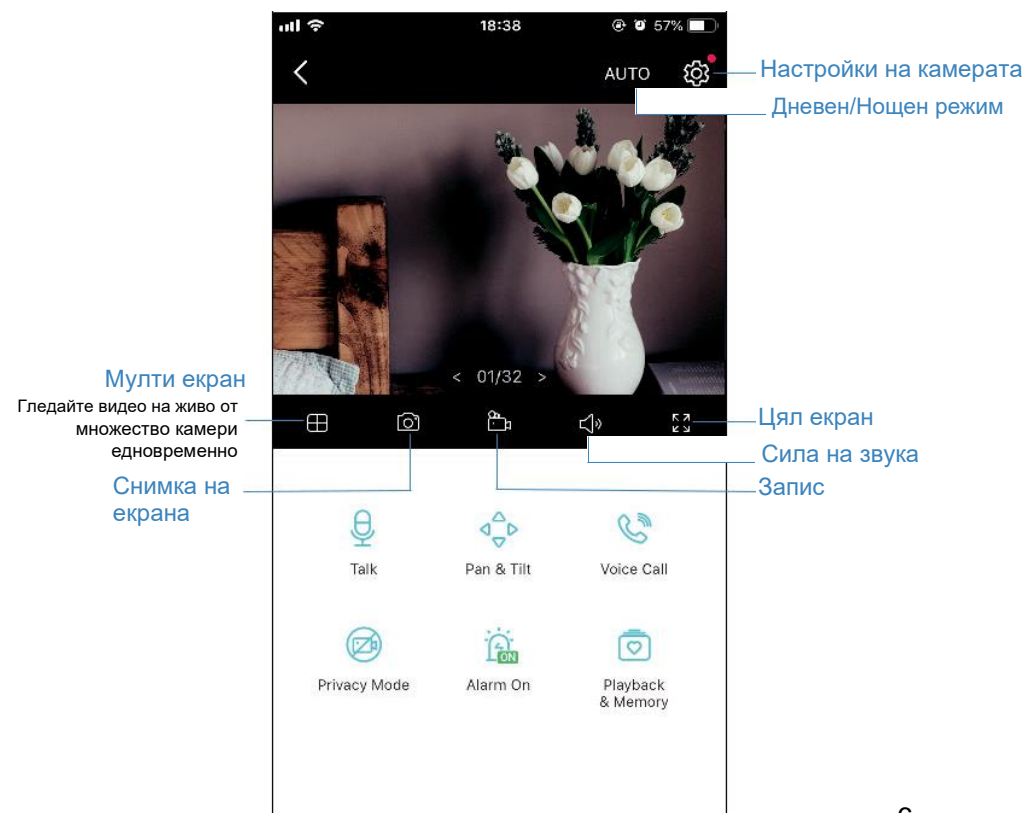 18:38
57%
AUTO
Настройки на камерата
Дневен/Нощен режим
< 01/32 >
Мулти екран
Гледайте видео на живо от
множество камери
едновременно
Снимка на
екрана
Цял екран
Сила на звука
Запис
Talk
Pan & Tilt
Voice Call
ON
Privacy Mode
Alarm On
Playback
& Memory